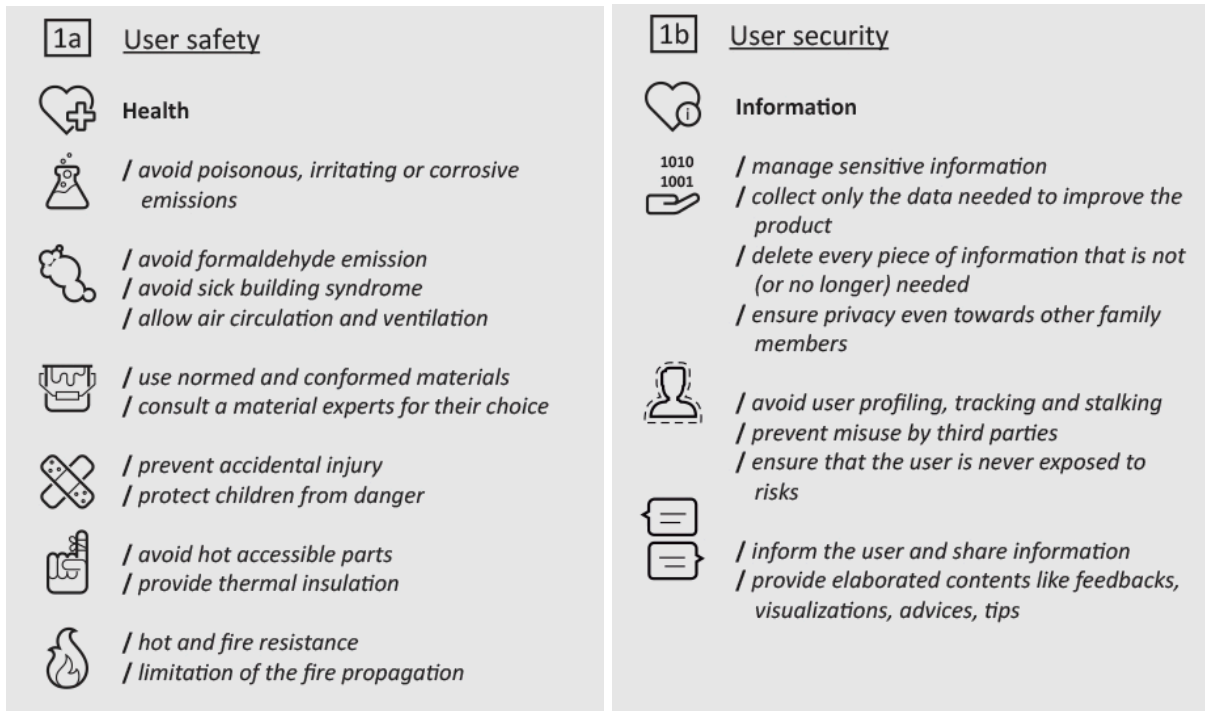 1a User safety
Health
/ avoid poisonous, irritating or corrosive
emissions
/ avoid formaldehyde emission
/ avoid sick building syndrome
/ allow air circulation and ventilation
/ use normed and conformed materials
/ consult a material experts for their choice
/ prevent accidental injury
/ protect children from danger
/ avoid hot accessible parts
/ provide thermal insulation
/ hot and fire resistance
/ limitation of the fire propagation
1b User security
i
Information
1010
1001
/ manage sensitive information
/ collect only the data needed to improve the
product
/ delete every piece of information that is not
(or no longer) needed
/ ensure privacy even towards other family
members
/ avoid user profiling, tracking and stalking
/ prevent misuse by third parties
/ ensure that the user is never exposed to
risks
/ inform the user and share information
/ provide elaborated contents like feedbacks,
visualizations, advices, tips